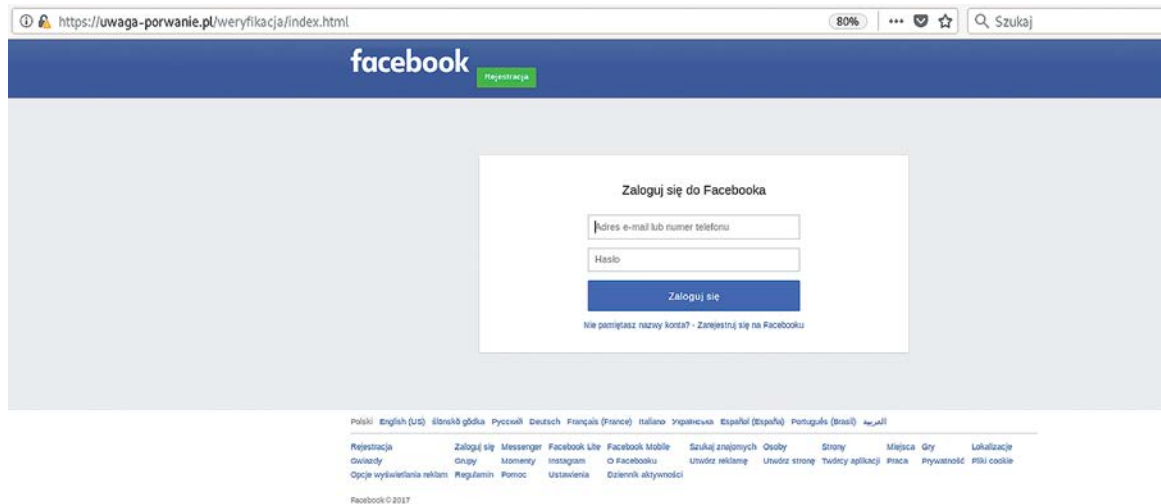 https://uwaga-porwanie.pl/weryfikacja/index.html 80% Szukaj
facebook Rejestracja
Zaloguj się do Facebooka
Adres e-mail lub numer telefonu
Hasło
Zaloguj się
Nie pamiętasz nazwy konta? - Zarejestruj się na Facebooku
Polski English (US) ślōnskŏ gŏdka Русский Deutsch Français (France) Italiano Українська Español (España) Português (Brasil) العربية
Rejestracja Zaloguj się Messenger Facebook Lite Facebook Mobile Szukaj znajomych Osoby Strony Miejsca Gry Lokalizacje
Gwiazdy Grupy Momenty Instagram O Facebooku Utwórz reklamę Utwórz stronę Twórcy aplikacji Praca Prywatność Pliki cookie
Opcje wyświetlania reklam Regulamin Pomoc Ustawienia Dziennik aktywności
Facebook © 2017